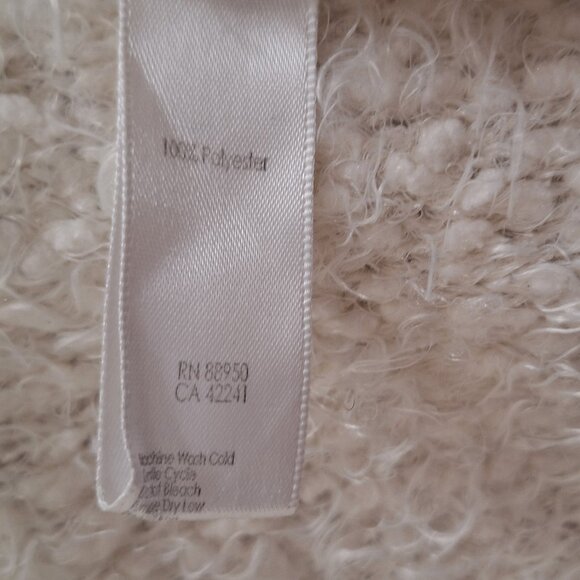 100% Polyester
RN 88950
CA 42241
Wash Cold
Cycle
Bleach
Dry Low